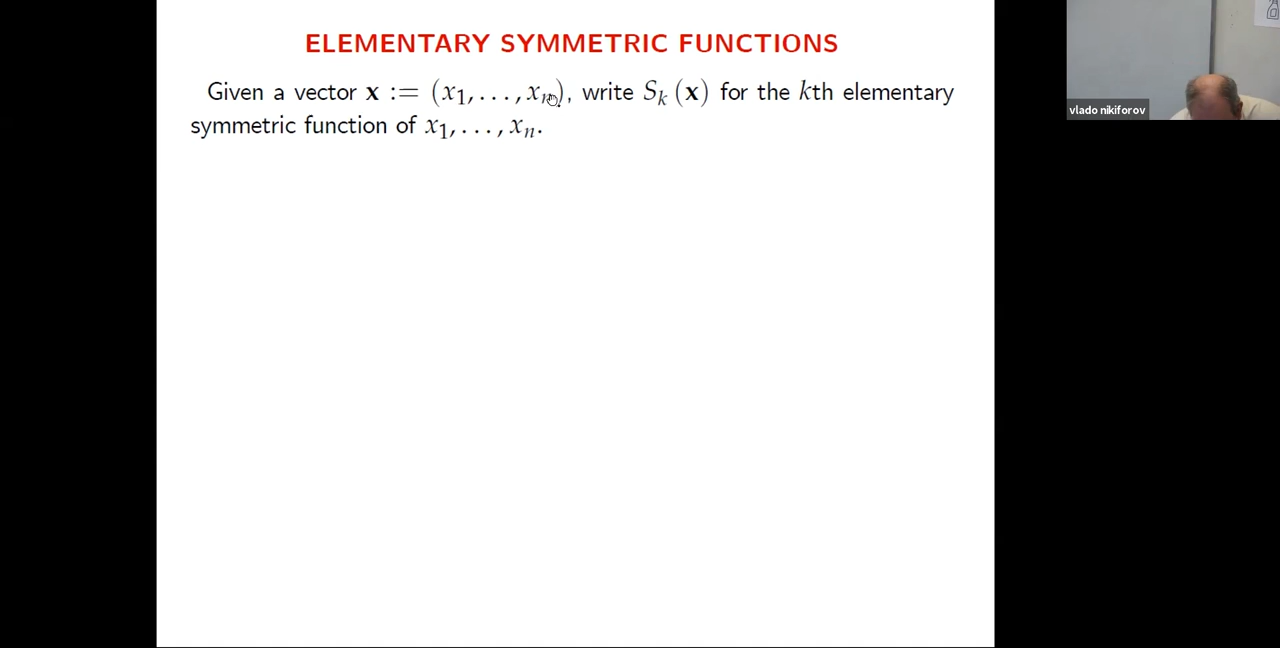 ELEMENTARY SYMMETRIC FUNCTIONS
Given a vector x := (x₁, . . . , xₙ), write Sₖ (x) for the kth elementary
symmetric function of x₁, . . . , xₙ.
vlado nikiforov